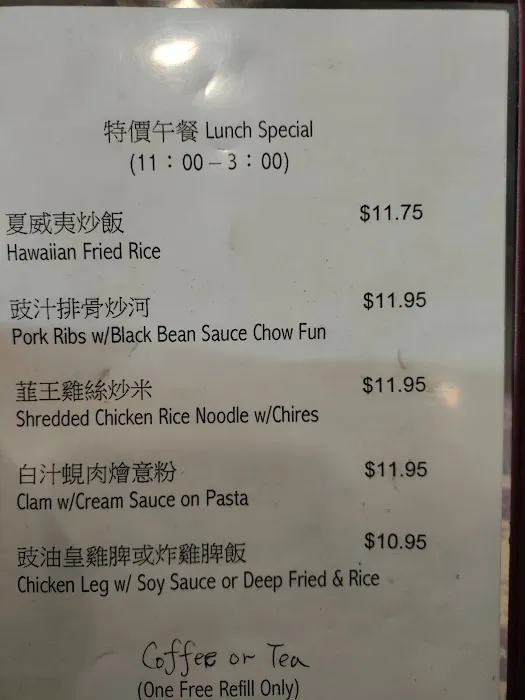 特價午餐 Lunch Special
(11：00 – 3：00)
夏威夷炒飯 $11.75
Hawaiian Fried Rice
豉汁排骨炒河 $11.95
Pork Ribs w/Black Bean Sauce Chow Fun
韮王雞絲炒米 $11.95
Shredded Chicken Rice Noodle w/Chires
白汁蜆肉燴意粉 $11.95
Clam w/Cream Sauce on Pasta
豉油皇雞脾或炸雞脾飯 $10.95
Chicken Leg w/ Soy Sauce or Deep Fried & Rice
Coffee or Tea
(One Free Refill Only)